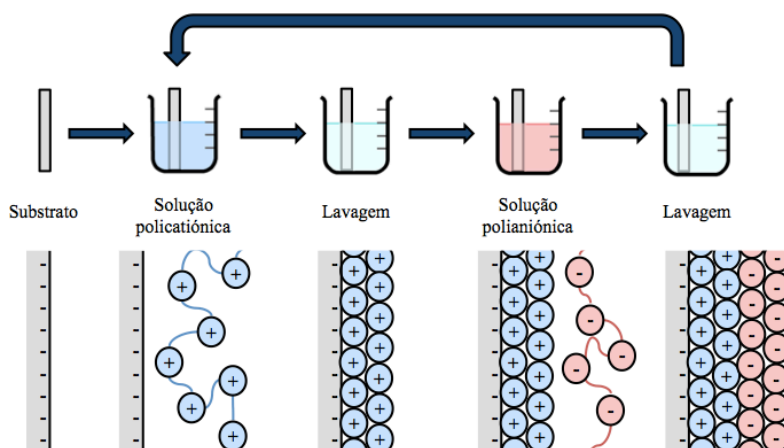 Substrato
Solução
policatiónica
Lavagem
Solução
polianiónica
Lavagem